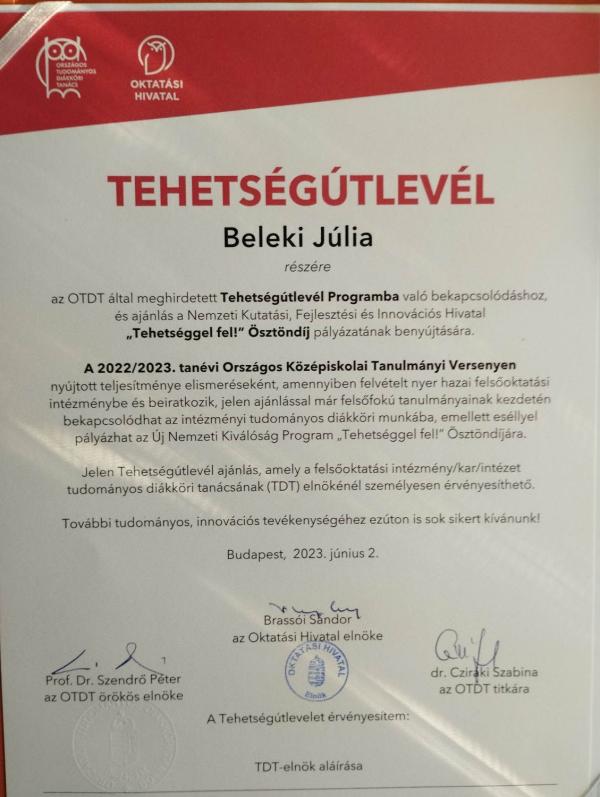 ORSZÁGOS
TUDOMÁNYOS
DIÁKKÖRI
TANÁCS
OKTATÁSI
HIVATAL
TEHETSÉGÚTLEVÉL
Beleki Júlia
részére
az OTDT által meghirdetett Tehetségútlevél Programba való bekapcsolódáshoz,
és ajánlás a Nemzeti Kutatási, Fejlesztési és Innovációs Hivatal
„Tehetséggel fel!” Ösztöndíj pályázatának benyújtására.
A 2022/2023. tanévi Országos Középiskolai Tanulmányi Versenyen
nyújtott teljesítménye elismeréseként, amennyiben felvételt nyer hazai felsőoktatási
intézménybe és beiratkozik, jelen ajánlással már felsőfokú tanulmányainak kezdetén
bekapcsolódhat az intézményi tudományos diákköri munkába, emellett eséllyel
pályázhat az Új Nemzeti Kiválóság Program „Tehetséggel fel!” Ösztöndíjára.
Jelen Tehetségútlevél ajánlás, amely a felsőoktatási intézmény/kar/intézet
tudományos diákköri tanácsának (TDT) elnökénél személyesen érvényesíthető.
További tudományos, innovációs tevékenységéhez ezúton is sok sikert kívánunk!
Budapest, 2023. június 2.
Brassói Sándor
az Oktatási Hivatal elnöke
OKTATÁSI HIVATAL
Elnök
Prof. Dr. Szendrő Péter
az OTDT örökös elnöke
dr. Cziráki Szabina
az OTDT titkára
A Tehetségútlevelet érvényesítem:
TDT-elnök aláírása